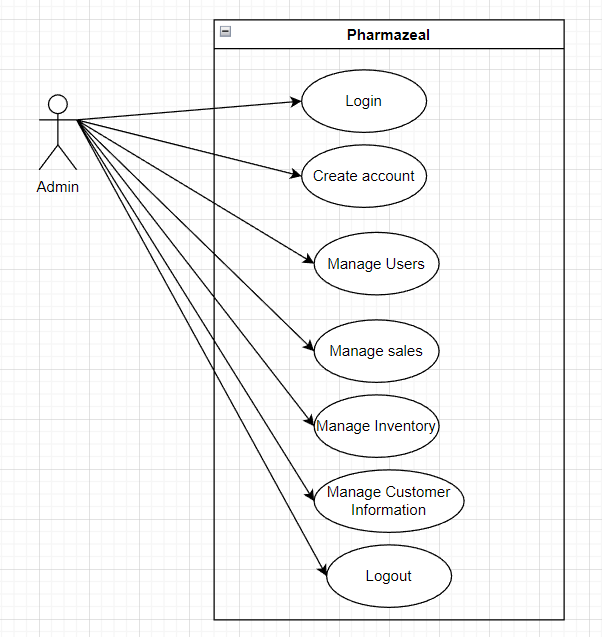 Pharmazeal
Login
Create account
Admin
Manage Users
Manage sales
Manage Inventory
Manage Customer
Information
Logout